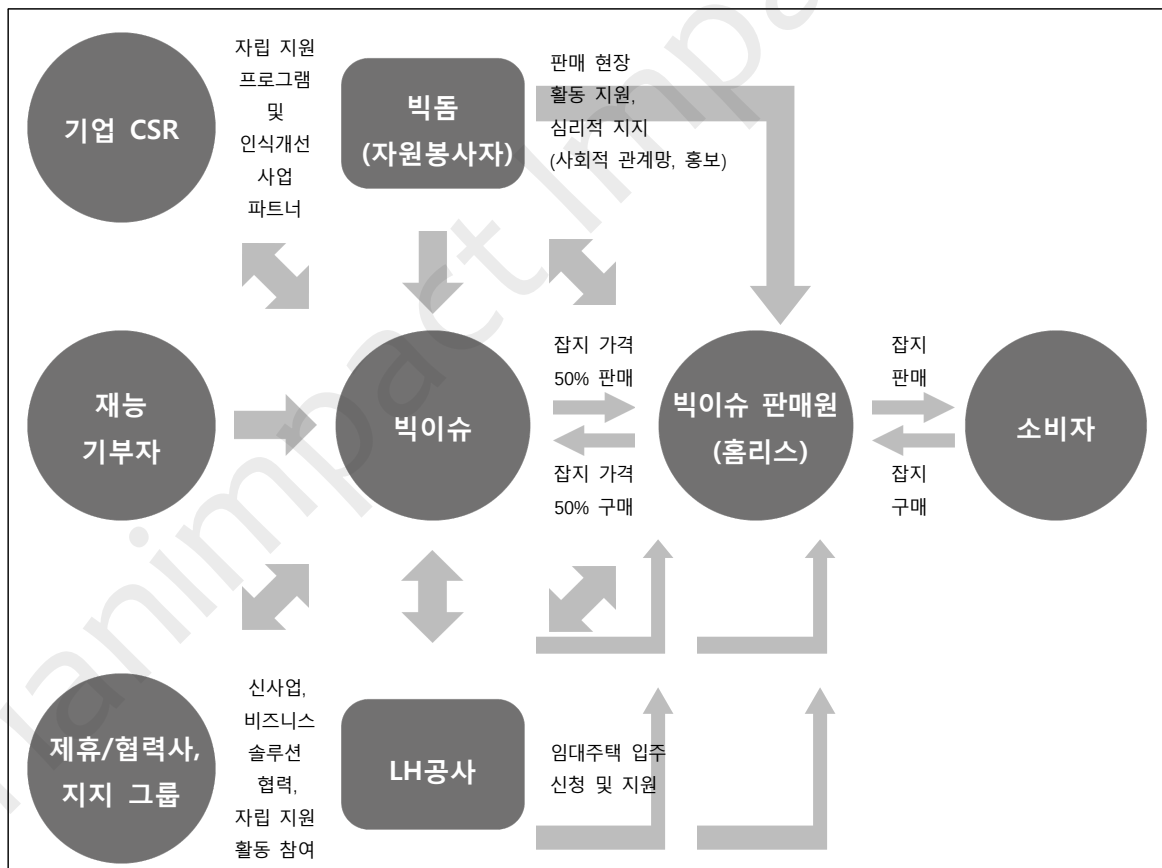 기업 CSR
자립 지원
프로그램
및
인식개선
사업
파트너
빅돔
(자원봉사자)
판매 현장
활동 지원,
심리적 지지
(사회적 관계망, 홍보)
재능
기부자
빅이슈
잡지 가격
50% 판매
잡지 가격
50% 구매
빅이슈 판매원
(홈리스)
잡지
판매
잡지
구매
소비자
제휴/협력사,
지지 그룹
신사업,
비즈니스
솔루션
협력,
자립 지원
활동 참여
LH공사
임대주택 입주
신청 및 지원